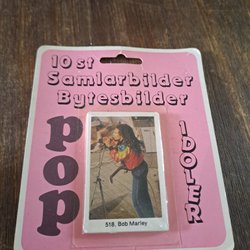 10 st
Samlarbilder
Bytesbilder
pop
IDOLER
518. Bob Marley